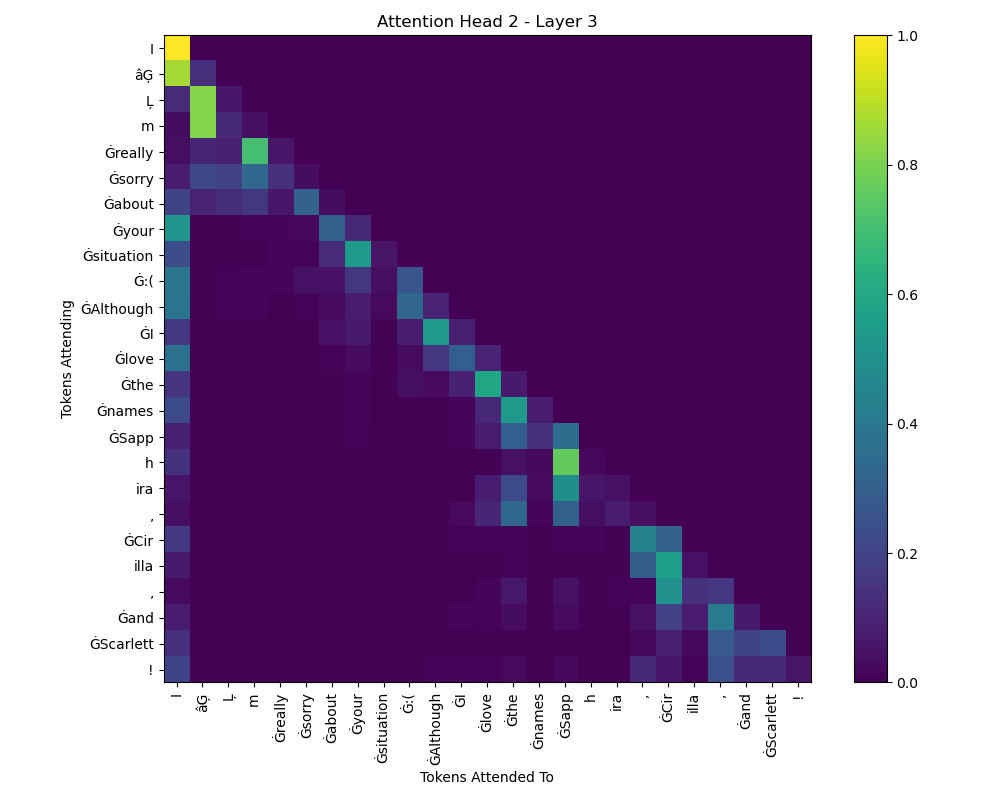 Attention Head 2 - Layer 3
Tokens Attending
I
âĢ
Ļ
m
Ġreally
Ġsorry
Ġabout
Ġyour
Ġsituation
Ġ:(
ĠAlthough
ĠI
Ġlove
Ġthe
Ġnames
ĠSapp
h
ira
,
ĠCir
illa
,
Ġand
ĠScarlett
!
I
âĢ
Ļ
m
Ġreally
Ġsorry
Ġabout
Ġyour
Ġsituation
Ġ:(
ĠAlthough
ĠI
Ġlove
Ġthe
Ġnames
ĠSapp
h
ira
,
ĠCir
illa
,
Ġand
ĠScarlett
!
Tokens Attended To
1.0
0.8
0.6
0.4
0.2
0.0